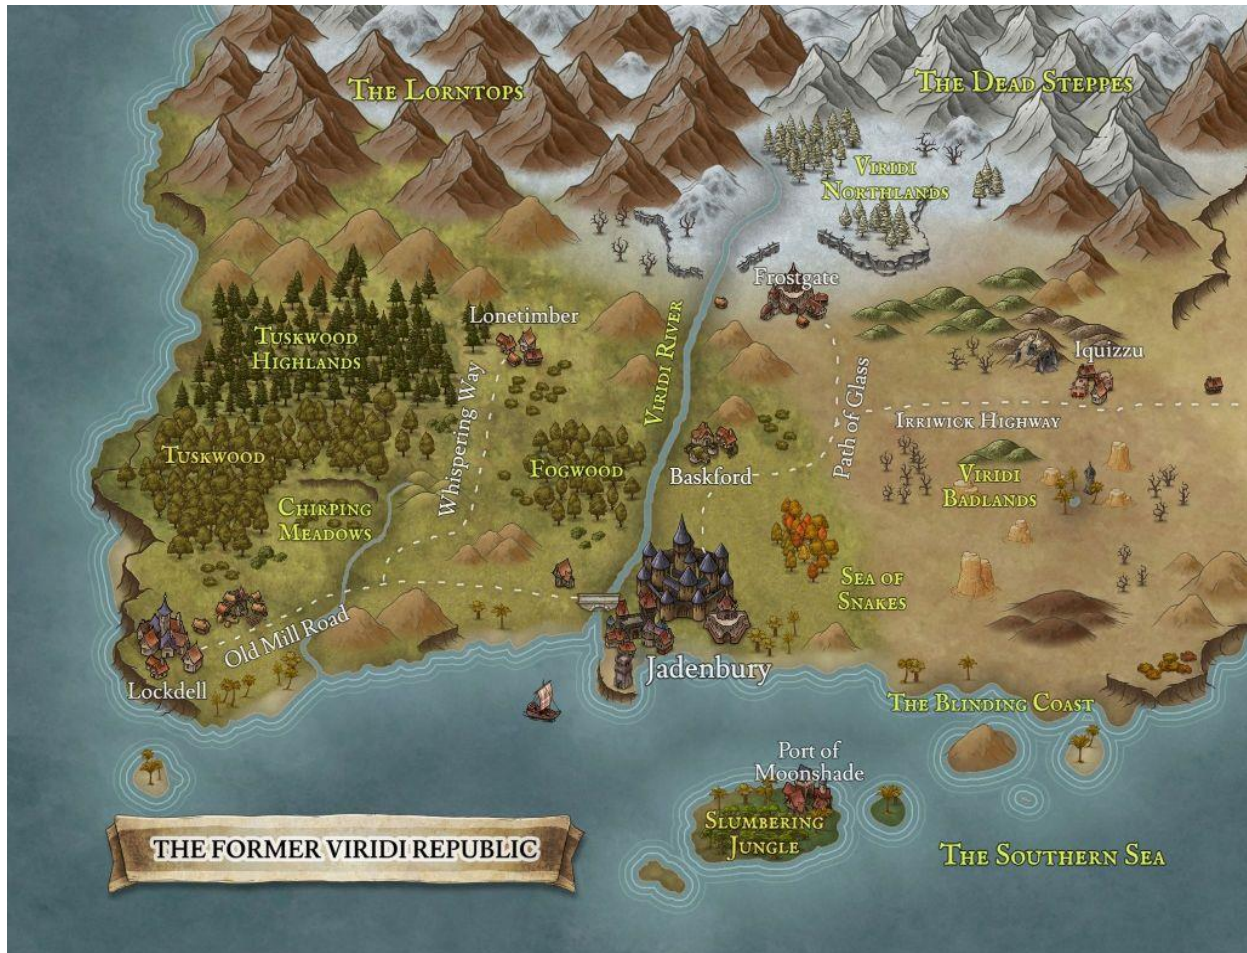 The Lorntops
The Dead Steppes
Viridi
Northlands
Frostgate
Lonetimber
Tuskwood
Highlands
Viridi River
Iquizzu
Whispering Way
Path of Glass
Irriwick Highway
Tuskwood
Fogwood
Baskford
Viridi
Badlands
Chirping
Meadows
Sea of
Snakes
Old Mill Road
Lockdell
Jadenbury
The Blinding Coast
Port of
Moonshade
Slumbering
Jungle
THE FORMER VIRIDI REPUBLIC
The Southern Sea